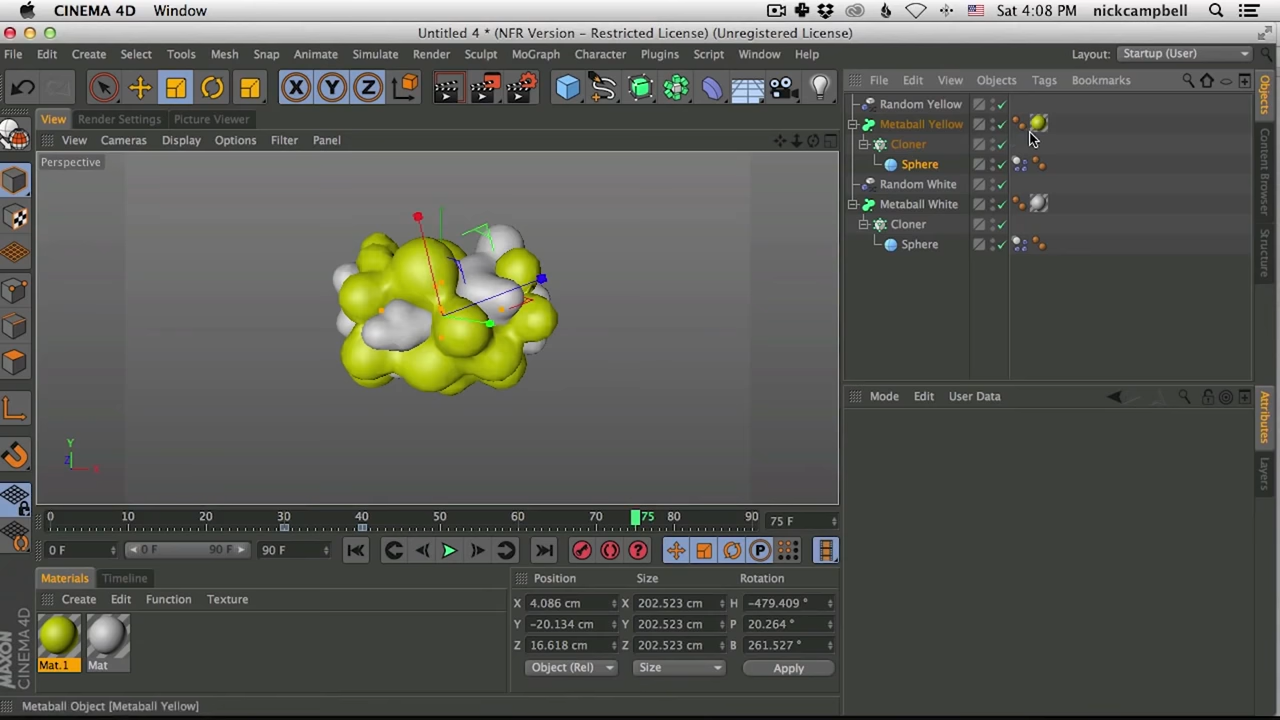 CINEMA 4D Window Sat 4:08 PM nickcampbell
Untitled 4 * (NFR Version - Restricted License) (Unregistered License)
File Edit Create Select Tools Mesh Snap Animate Simulate Render Sculpt MoGraph Character Plugins Script Window Help Layout: Startup (User)
X Y Z
File Edit View Objects Tags Bookmarks
View Render Settings Picture Viewer
View Cameras Display Options Filter Panel
Perspective
Y
Z X
Random Yellow
Metaball Yellow
Cloner
Sphere
Random White
Metaball White
Cloner
Sphere
Objects
Content Browser
Structure
Mode Edit User Data
Attributes
Layers
0 10 20 30 40 50 60 70 75 80 90 75 F
0 F 0 F 90 F 90 F P
Materials Timeline
Create Edit Function Texture
Mat.1 Mat
Position Size Rotation
X 4.086 cm X 202.523 cm H -479.409 °
Y -20.134 cm Y 202.523 cm P 20.264 °
Z 16.618 cm Z 202.523 cm B 261.527 °
Object (Rel) Size Apply
MAXON
CINEMA 4D
Metaball Object [Metaball Yellow]